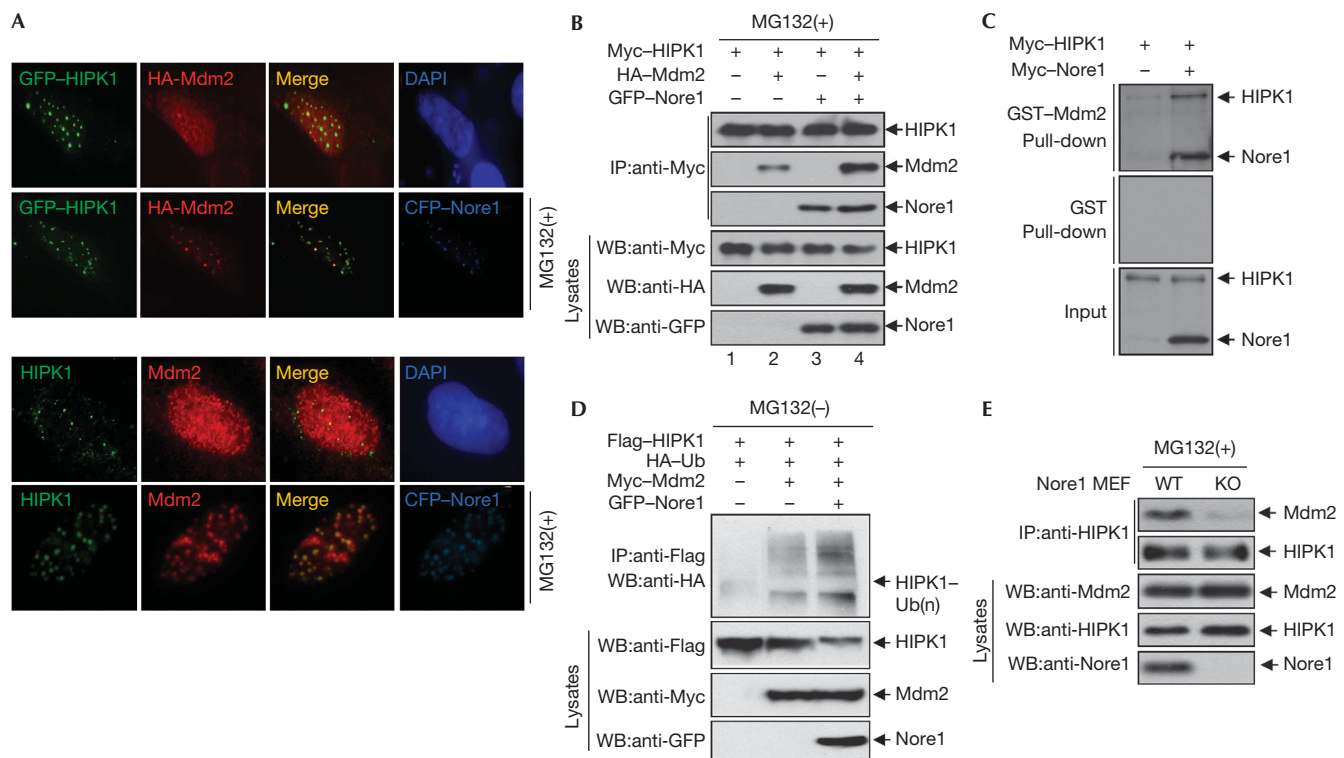 A
GFP–HIPK1 HA-Mdm2 Merge DAPI
GFP–HIPK1 HA–Mdm2 Merge CFP–Nore1
MG132(+)
HIPK1 Mdm2 Merge DAPI
HIPK1 Mdm2 Merge CFP–Nore1
MG132(+)
B
MG132(+)
Myc–HIPK1 + + + +
HA–Mdm2 – + – +
GFP–Nore1 – – + +
HIPK1
IP:anti-Myc Mdm2
Nore1
Lysates
WB:anti-Myc HIPK1
WB:anti-HA Mdm2
WB:anti-GFP Nore1
1 2 3 4
C
Myc–HIPK1 + +
Myc–Nore1 – +
HIPK1
GST–Mdm2
Pull-down
Nore1
GST
Pull-down
HIPK1
Input
Nore1
D
MG132(–)
Flag–HIPK1 + + +
HA–Ub + + +
Myc–Mdm2 – + +
GFP–Nore1 – – +
IP:anti-Flag
WB:anti-HA
HIPK1–
Ub(n)
Lysates
WB:anti-Flag HIPK1
WB:anti-Myc Mdm2
WB:anti-GFP Nore1
E
MG132(+)
Nore1 MEF WT KO
Mdm2
IP:anti-HIPK1
HIPK1
Lysates
WB:anti-Mdm2 Mdm2
WB:anti-HIPK1 HIPK1
WB:anti-Nore1 Nore1